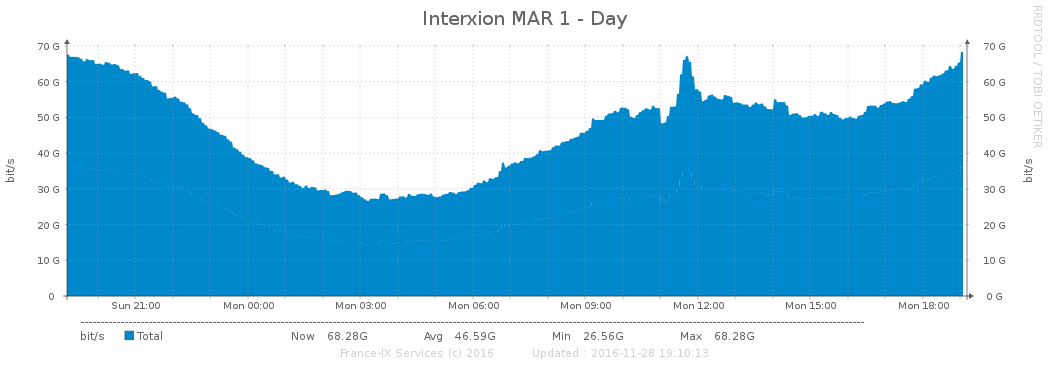 Interxion MAR 1 - Day
RRDTOOL / TOBI OETIKER
70 G 70 G
60 G 60 G
50 G 50 G
40 G 40 G
30 G 30 G
20 G 20 G
10 G 10 G
0 0 G
bit/s bit/s
Sun 21:00 Mon 00:00 Mon 03:00 Mon 06:00 Mon 09:00 Mon 12:00 Mon 15:00 Mon 18:00
bit/s Total Now 68.28G Avg 46.59G Min 26.56G Max 68.28G
France-IX Services (c) 2016 Updated : 2016-11-28 19:10:13